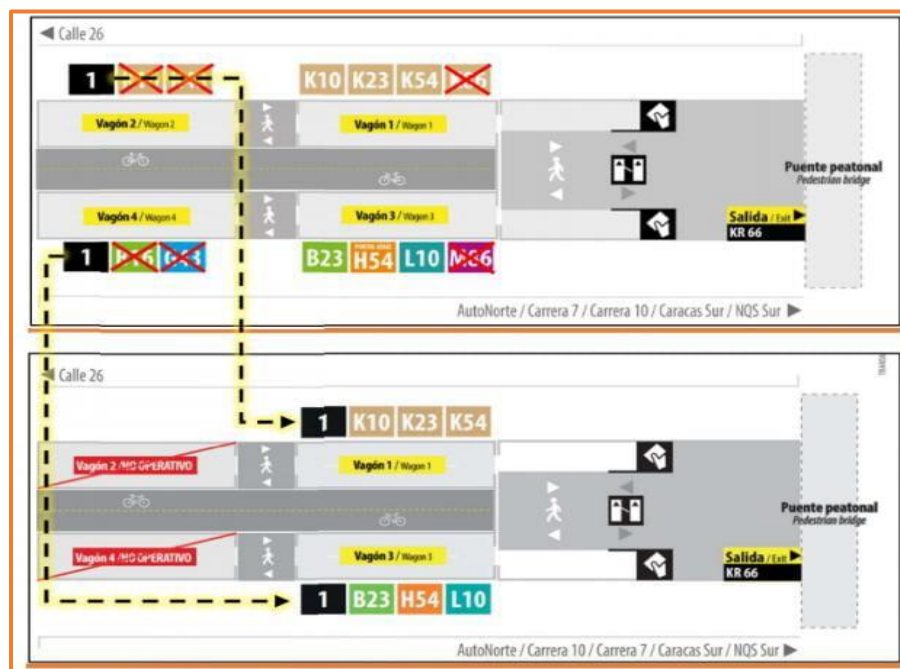 ◀ Calle 26
1
K10 K23 K54
Vagón 2 / Wagon 2
Vagón 1 / Wagon 1
Puente peatonal
Pedestrian bridge
Vagón 4 / Wagon 4
Vagón 3 / Wagon 3
Salida / Exit ▶
KR 66
1
B23 H54 L10
AutoNorte / Carrera 7 / Carrera 10 / Caracas Sur / NQS Sur ▶
◀ Calle 26
1 K10 K23 K54
Vagón 2 / NO OPERATIVO
Vagón 1 / Wagon 1
Puente peatonal
Pedestrian bridge
Vagón 4 / NO OPERATIVO
Vagón 3 / Wagon 3
Salida / Exit ▶
KR 66
1 B23 H54 L10
AutoNorte / Carrera 10 / Carrera 7 / Caracas Sur / NQS Sur ▶